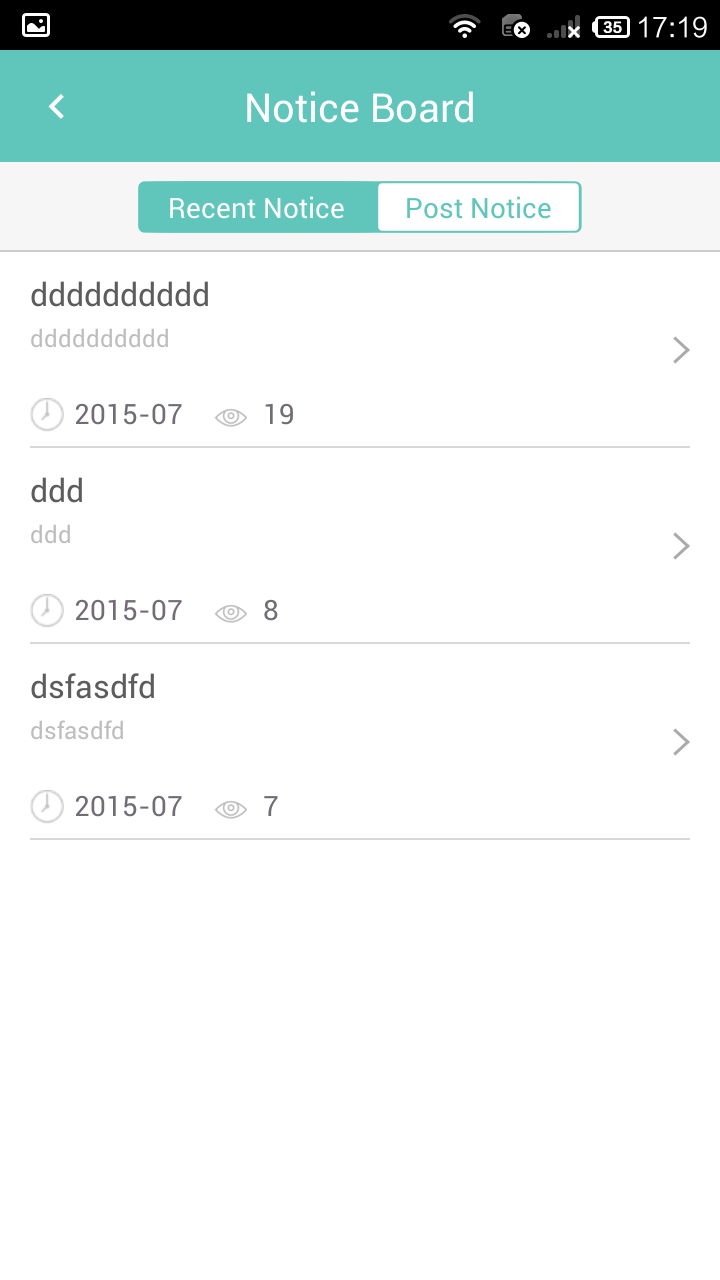 35 17:19
Notice Board
Recent Notice Post Notice
dddddddddd
dddddddddd
2015-07 19
ddd
ddd
2015-07 8
dsfasdfd
dsfasdfd
2015-07 7